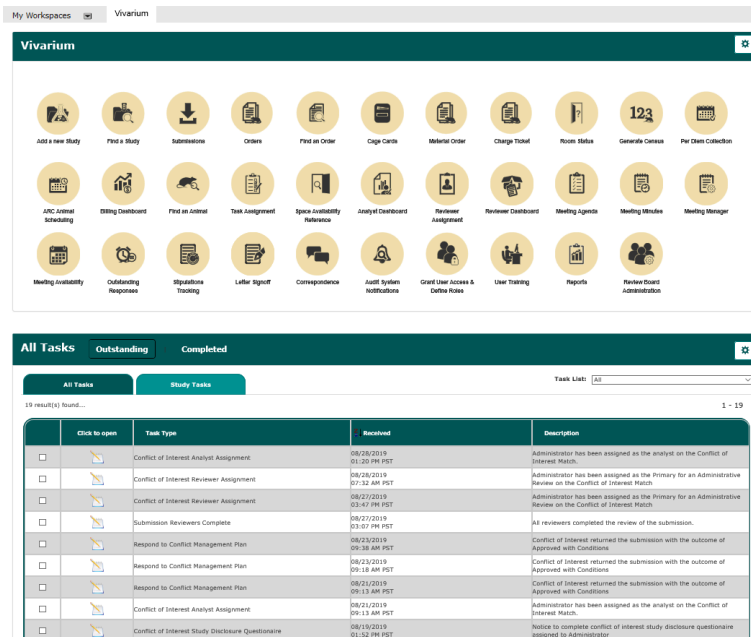 My Workspaces Vivarium
Vivarium
Add a new Study Find a Study Submissions Orders Find an Order Cage Cards Material Order Charge Ticket Room Status Generate Census Per Diem Collection
ARC Animal Scheduling Billing Dashboard Find an Animal Task Assignment Space Availability Reference Analyst Dashboard Reviewer Assignment Reviewer Dashboard Meeting Agenda Meeting Minutes Meeting Manager
Meeting Availability Outstanding Responses Stipulations Tracking Letter Signoff Correspondence Audit System Notifications Grant User Access & Define Roles User Training Reports Review Board Administration
All Tasks Outstanding Completed
All Tasks Study Tasks Task List: All
19 result(s) found... 1 - 19
Click to open Task Type Received Description
Conflict of Interest Analyst Assignment 08/28/2019 01:20 PM PST Administrator has been assigned as the analyst on the Conflict of Interest Match.
Conflict of Interest Reviewer Assignment 08/28/2019 07:32 AM PST Administrator has been assigned as the Primary for an Administrative Review on the Conflict of Interest Match
Conflict of Interest Reviewer Assignment 08/27/2019 03:47 PM PST Administrator has been assigned as the Primary for an Administrative Review on the Conflict of Interest Match
Submission Reviewers Complete 08/27/2019 03:07 PM PST All reviewers completed the review of the submission.
Respond to Conflict Management Plan 08/23/2019 09:38 AM PST Conflict of Interest returned the submission with the outcome of Approved with Conditions
Respond to Conflict Management Plan 08/23/2019 09:18 AM PST Conflict of Interest returned the submission with the outcome of Approved with Conditions
Respond to Conflict Management Plan 08/21/2019 09:13 AM PST Conflict of Interest returned the submission with the outcome of Approved with Conditions
Conflict of Interest Analyst Assignment 08/21/2019 09:13 AM PST Administrator has been assigned as the analyst on the Conflict of Interest Match.
Conflict of Interest Study Disclosure Questionaire 08/19/2019 01:52 PM PST Notice to complete conflict of interest study disclosure questionaire assigned to Administrator